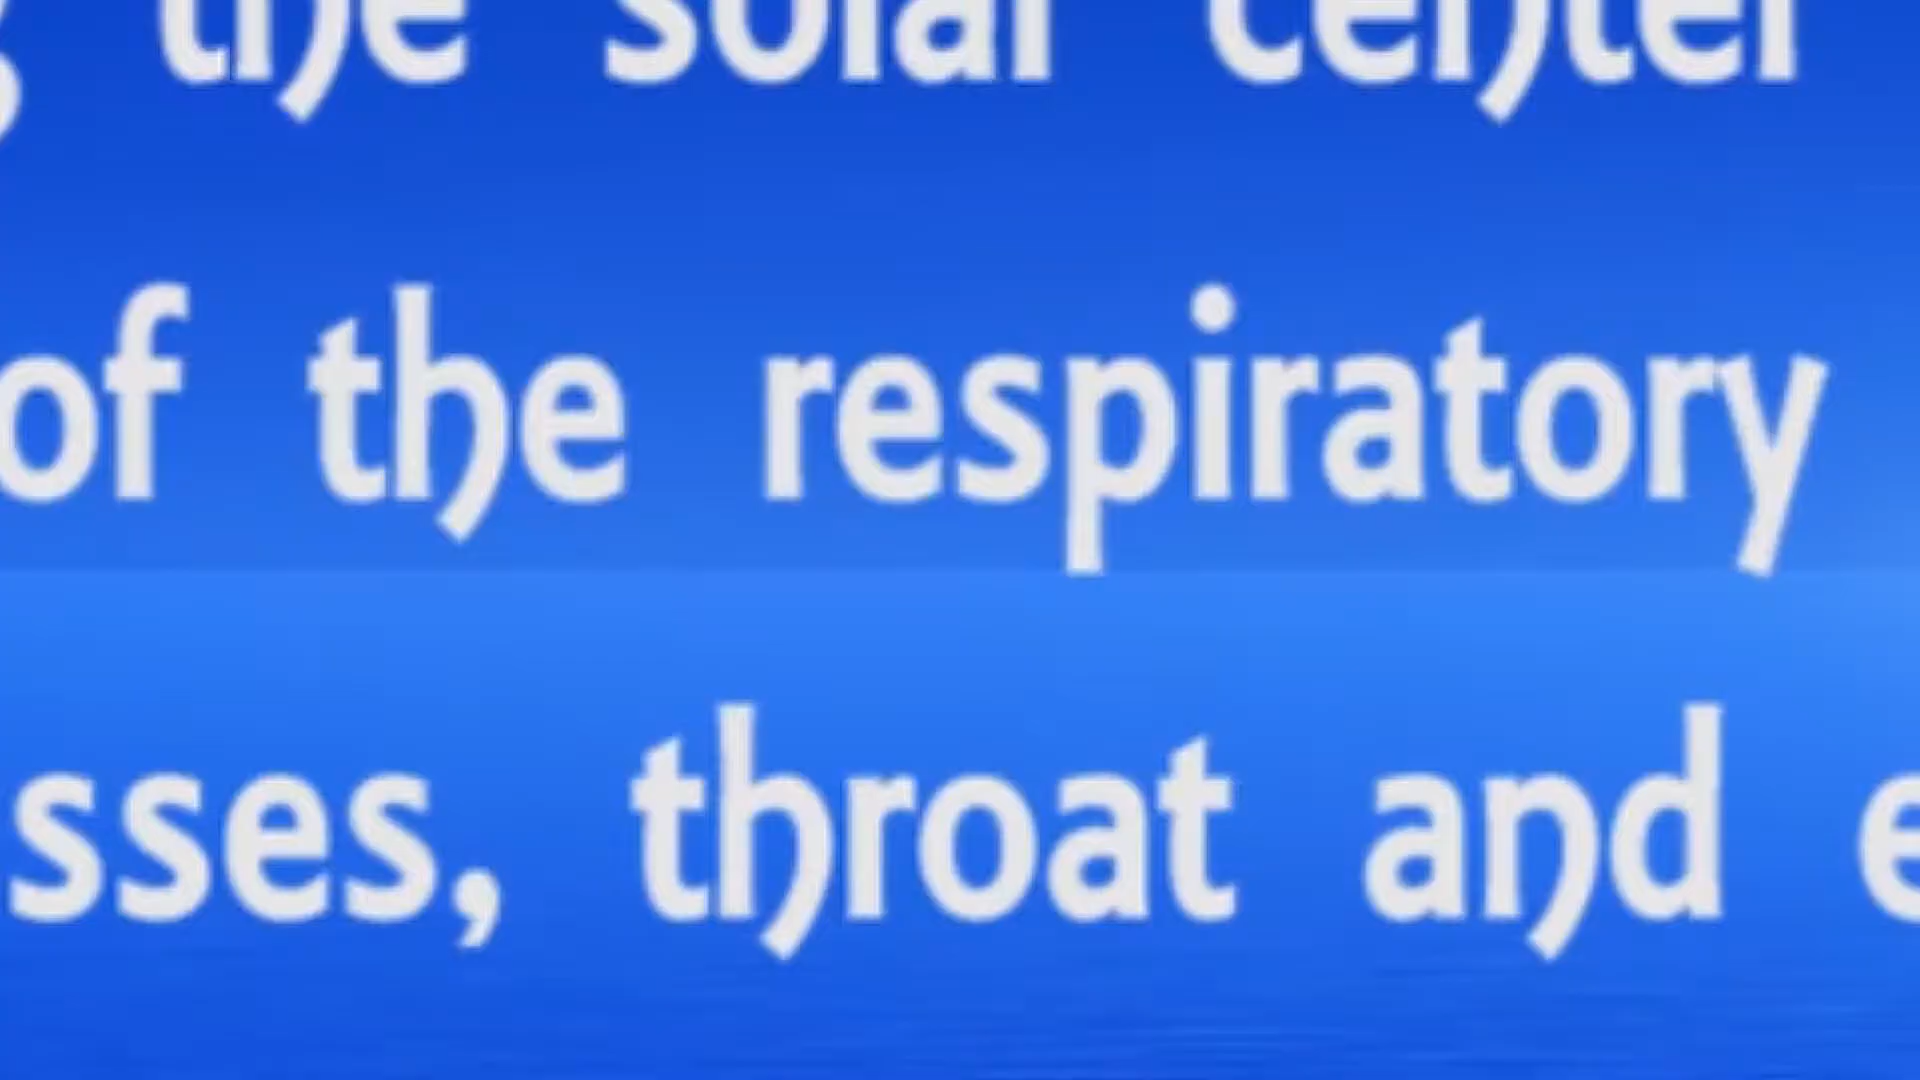 the solar center
of the respiratory
sses, throat and e